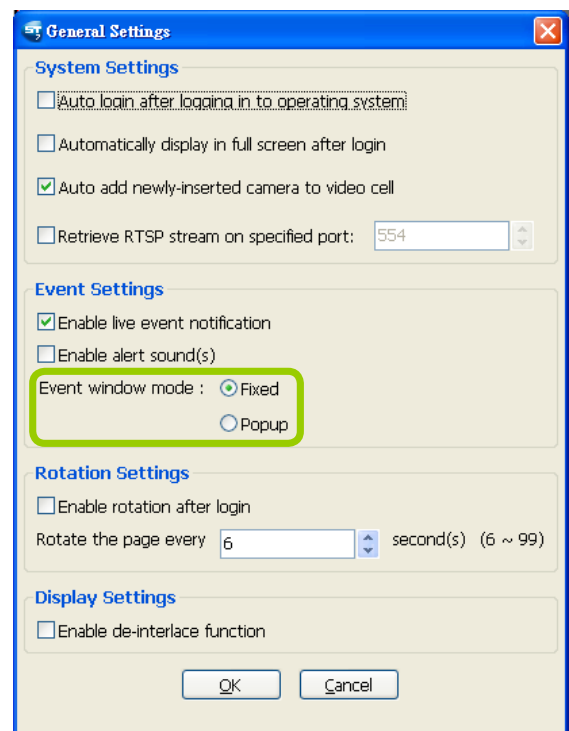 General Settings
System Settings
Auto login after logging in to operating system
Automatically display in full screen after login
Auto add newly-inserted camera to video cell
Retrieve RTSP stream on specified port: 554
Event Settings
Enable live event notification
Enable alert sound(s)
Event window mode : Fixed
Popup
Rotation Settings
Enable rotation after login
Rotate the page every 6 second(s) (6 ~ 99)
Display Settings
Enable de-interlace function
OK Cancel